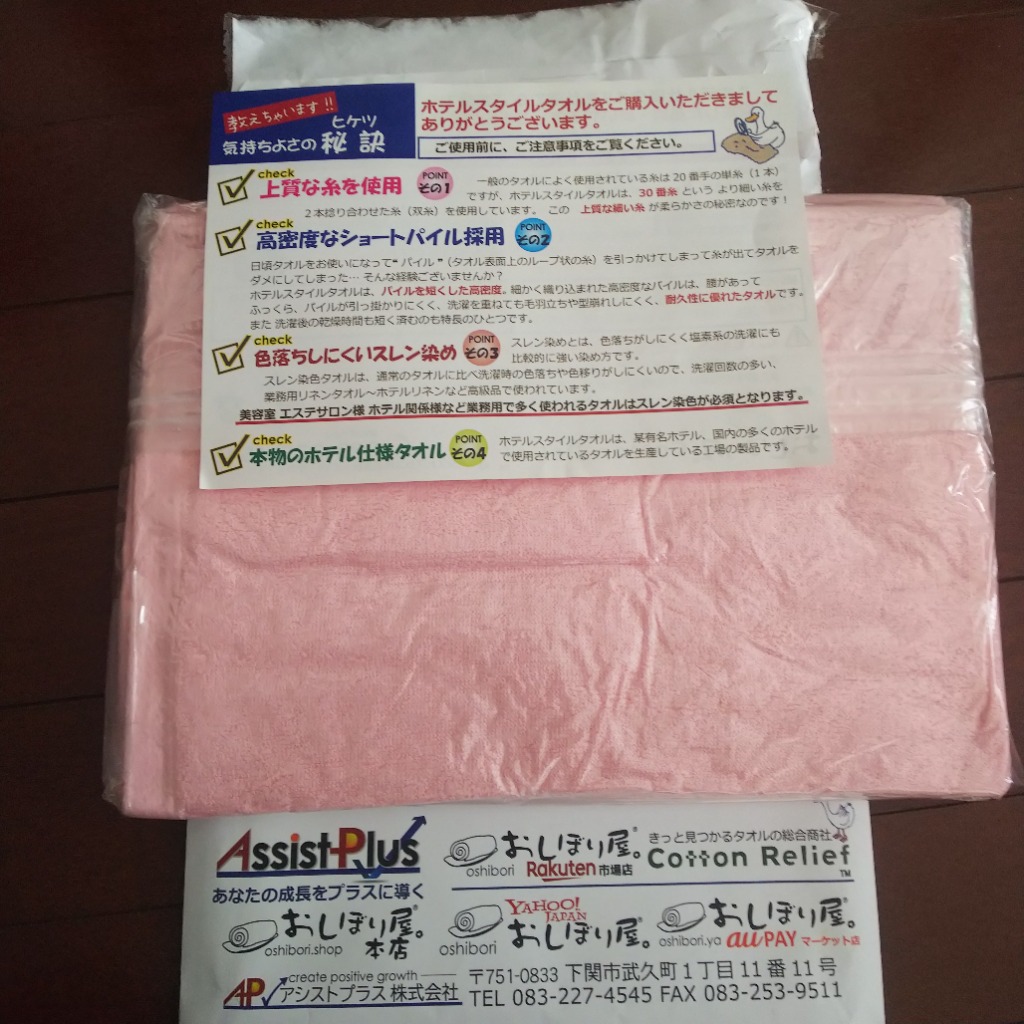 教えちゃいます!!
ヒケツ
気持ちよさの 秘訣
ホテルスタイルタオルをご購入いただきまして
ありがとうございます。
ご使用前に、ご注意事項をご覧ください。
check
上質な糸を使用
POINT
その1
一般のタオルによく使用されている糸は20番手の単糸(1本)
ですが、ホテルスタイルタオルは、30番糸 という より細い糸を
2本捻り合わせた糸(双糸)を使用しています。 この 上質な細い糸 が柔らかさの秘密なのです!
check
高密度なショートパイル採用
POINT
その2
日頃タオルをお使いになって“ パイル ”(タオル表面上のループ状の糸)を引っかけてしまって糸が出てタオルを
ダメにしてしまった… そんな経験ございませんか?
ホテルスタイルタオルは、パイルを短くした高密度。細かく織り込まれた高密度なパイルは、腰があって
ふっくら、パイルが引っ掛かりにくく、洗濯を重ねても毛羽立ちや型崩れしにくく、耐久性に優れたタオルです。
また 洗濯後の乾燥時間も短く済むのも特長のひとつです。
check
色落ちしにくいスレン染め
POINT
その3
スレン染めとは、色落ちがしにくく塩素系の洗濯にも
比較的に強い染め方です。
スレン染色タオルは、通常のタオルに比べ洗濯時の色落ちや色移りがしにくいので、洗濯回数の多い、
業務用リネンタオル〜ホテルリネンなど高級品で使われています。
美容室 エステサロン様 ホテル関係様など業務用で多く使われるタオルはスレン染色が必須となります。
check
本物のホテル仕様タオル
POINT
その4
ホテルスタイルタオルは、某有名ホテル、国内の多くのホテル
で使用されているタオルを生産している工場の製品です。
AssistPlus
あなたの成長をプラスに導く
おしぼり屋。®
oshibori Rakuten 市場店
きっと見つかるタオルの総合商社
Cotton Relief
TM
おしぼり屋。®
oshibori.shop 本店
YAHOO!
JAPAN
oshibori おしぼり屋。®
おしぼり屋。®
oshibori.ya au PAY マーケット店
AP create positive growth
アシストプラス 株式会社
〒751-0833 下関市武久町1丁目11番11号
TEL 083-227-4545 FAX 083-253-9511